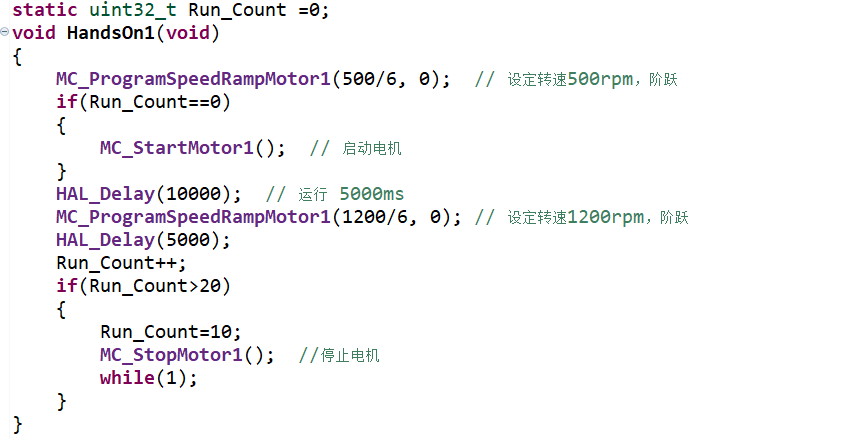 static uint32_t Run_Count =0;
void HandsOn1(void)
{
MC_ProgramSpeedRampMotor1(500/6, 0);  // 设定转速500rpm，阶跃
if(Run_Count==0)
{
MC_StartMotor1();  // 启动电机
}
HAL_Delay(10000);  // 运行 5000ms
MC_ProgramSpeedRampMotor1(1200/6, 0); // 设定转速1200rpm，阶跃
HAL_Delay(5000);
Run_Count++;
if(Run_Count>20)
{
Run_Count=10;
MC_StopMotor1();  //停止电机
while(1);
}
}